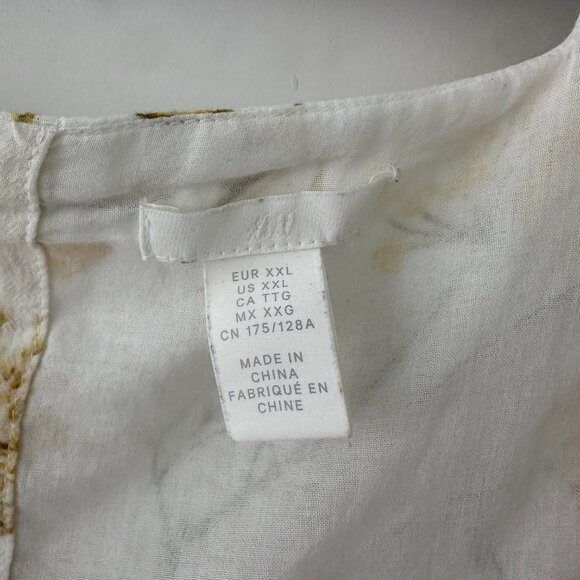 H&M
EUR XXL
US XXL
CA TTG
MX XXG
CN 175/128A
MADE IN
CHINA
FABRIQUÉ EN
CHINE